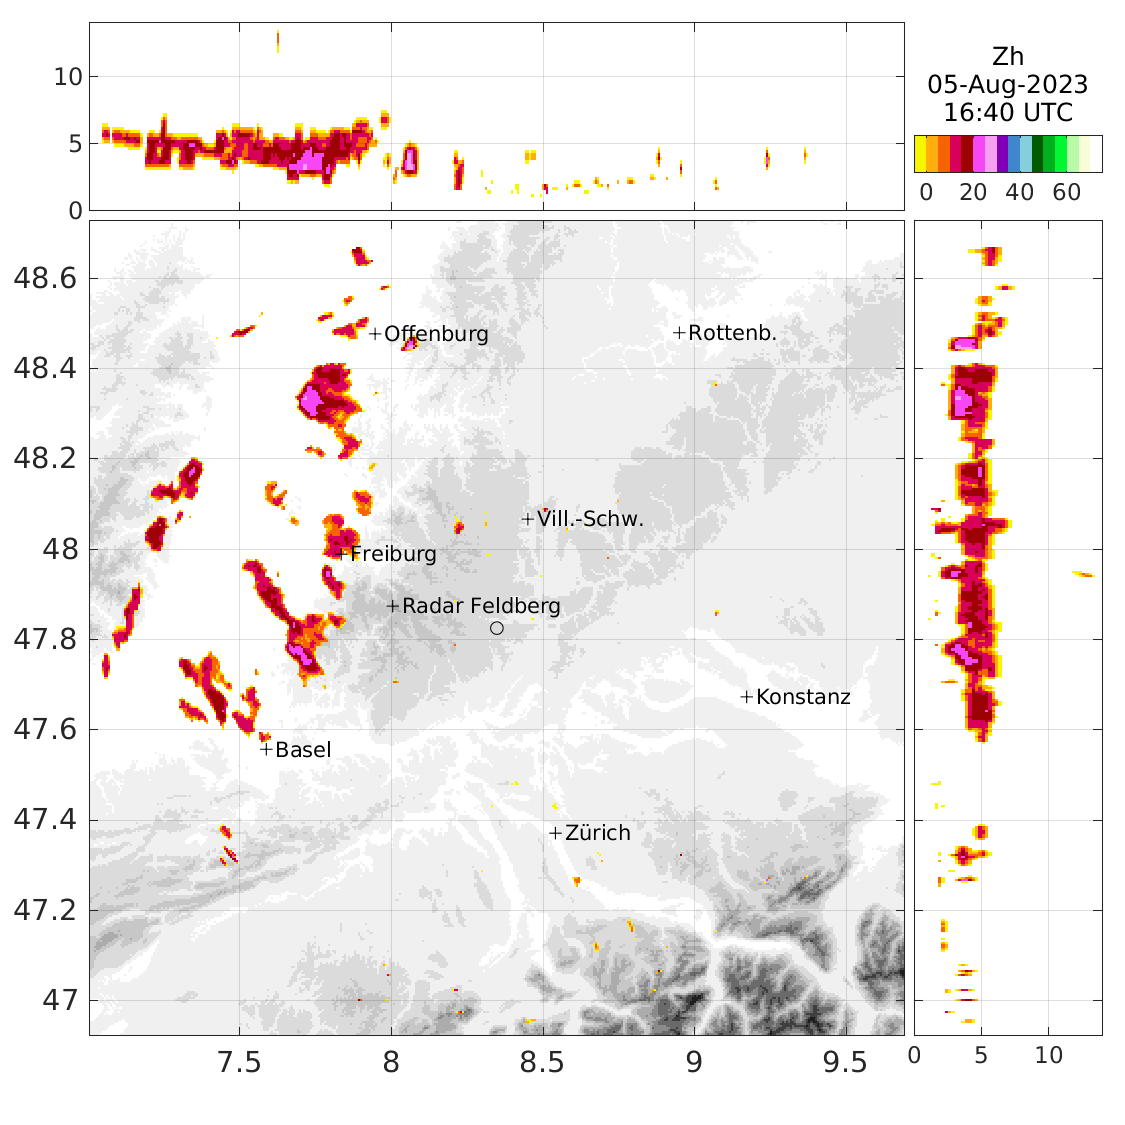 10
5
0
Zh
05-Aug-2023
16:40 UTC
0 20 40 60
48.6
48.4
48.2
48
47.8
47.6
47.4
47.2
47
+Offenburg
+Rottenb.
+Vill.-Schw.
+Freiburg
+Radar Feldberg
+Konstanz
+Basel
+Zürich
7.5 8 8.5 9 9.5
0 5 10